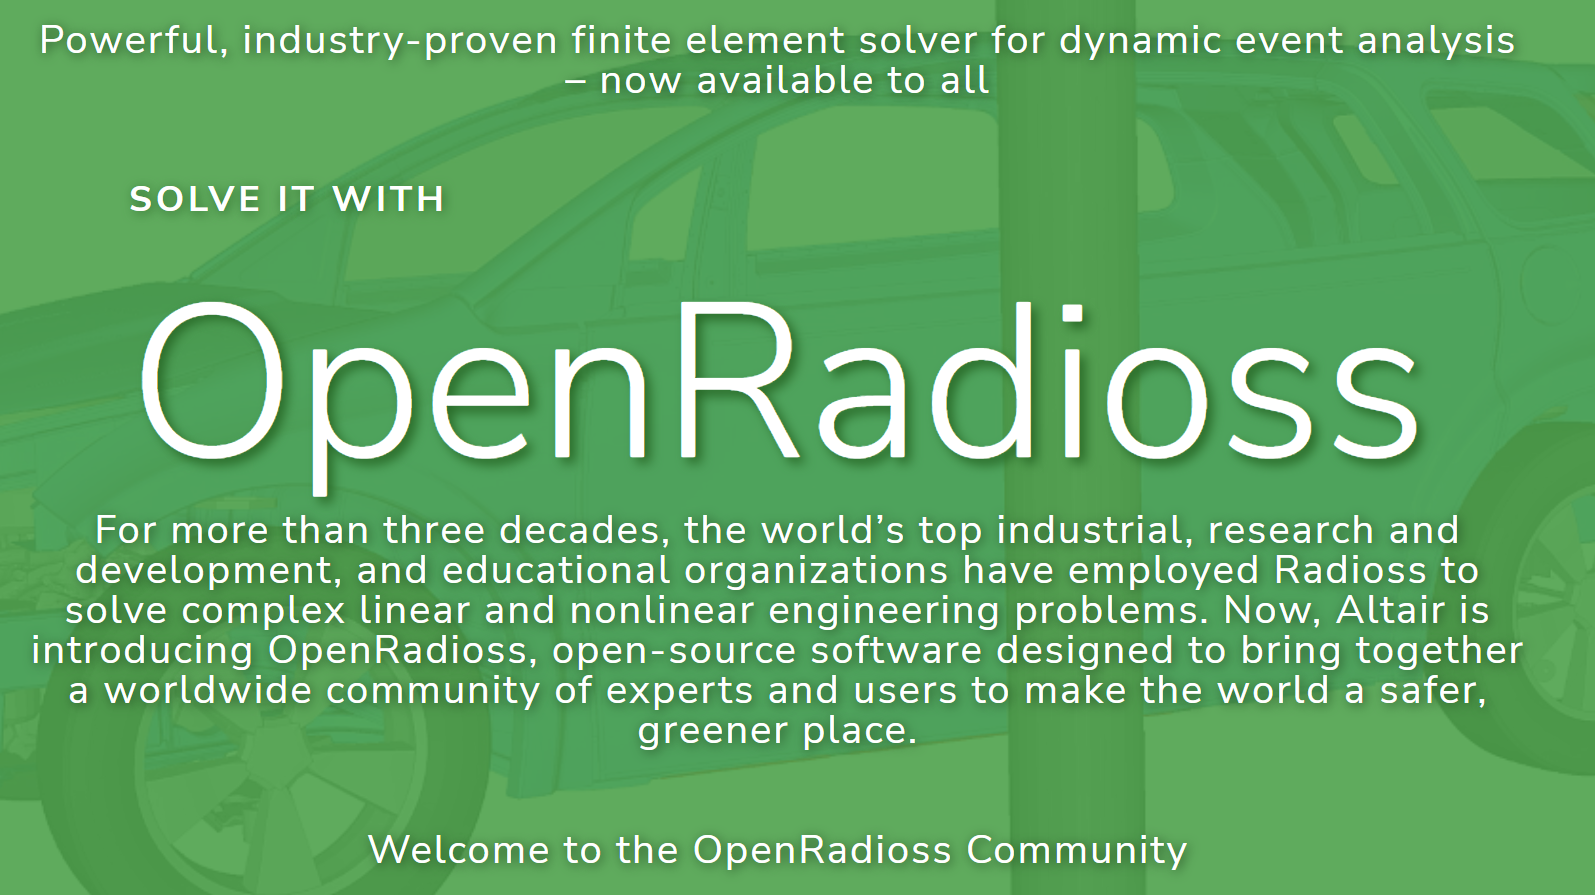 Powerful, industry-proven finite element solver for dynamic event analysis
– now available to all
SOLVE IT WITH
OpenRadioss
For more than three decades, the world’s top industrial, research and
development, and educational organizations have employed Radioss to
solve complex linear and nonlinear engineering problems. Now, Altair is
introducing OpenRadioss, open-source software designed to bring together
a worldwide community of experts and users to make the world a safer,
greener place.
Welcome to the OpenRadioss Community